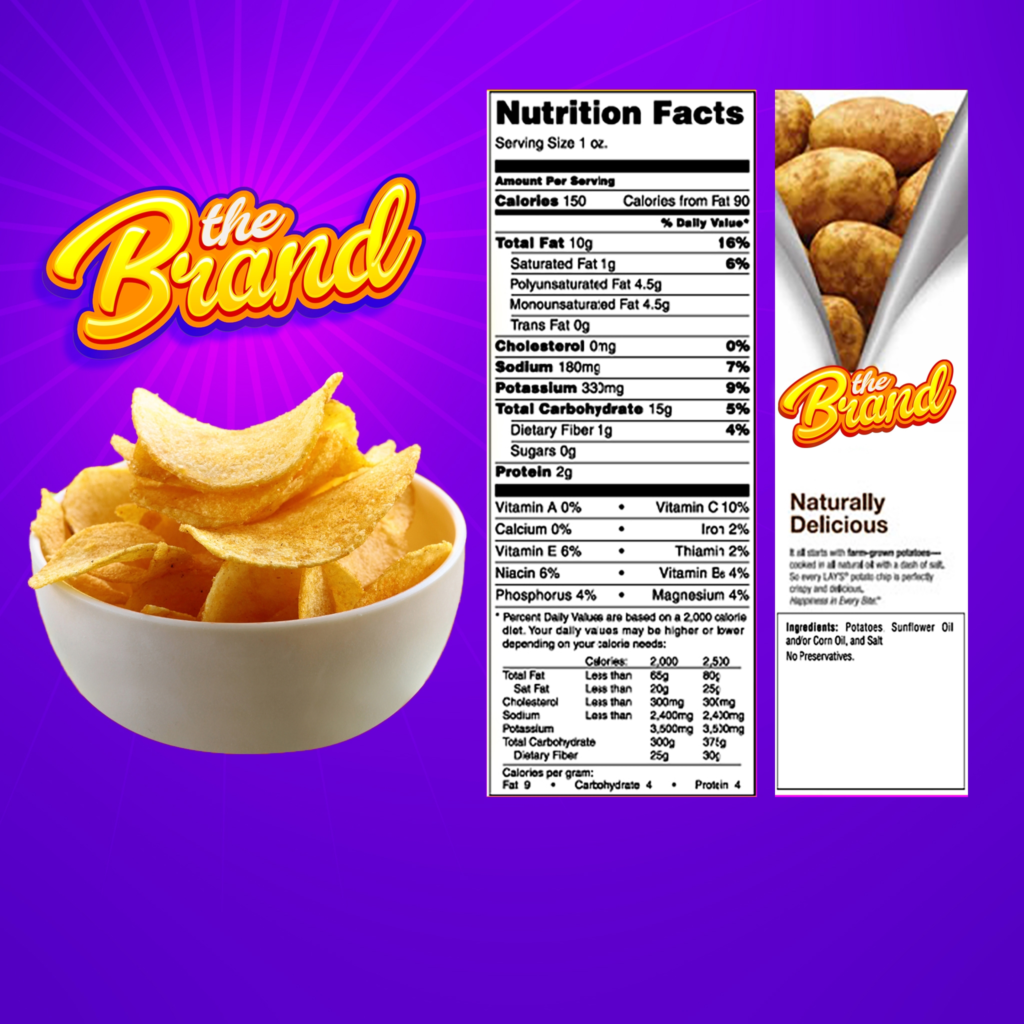 the
Brand
Nutrition Facts
Serving Size 1 oz.
Amount Per Serving
Calories 150 Calories from Fat 90
% Daily Value*
Total Fat 10g 16%
Saturated Fat 1g 6%
Polyunsaturated Fat 4.5g
Monounsaturated Fat 4.5g
Trans Fat 0g
Cholesterol 0mg 0%
Sodium 180mg 7%
Potassium 330mg 9%
Total Carbohydrate 15g 5%
Dietary Fiber 1g 4%
Sugars 0g
Protein 2g
Vitamin A 0% • Vitamin C 10%
Calcium 0% • Iron 2%
Vitamin E 6% • Thiamin 2%
Niacin 6% • Vitamin B6 4%
Phosphorus 4% • Magnesium 4%
* Percent Daily Values are based on a 2,000 calorie
diet. Your daily values may be higher or lower
depending on your calorie needs:
Calories: 2,000 2,500
Total Fat Less than 65g 80g
Sat Fat Less than 20g 25g
Cholesterol Less than 300mg 300mg
Sodium Less than 2,400mg 2,400mg
Potassium 3,500mg 3,500mg
Total Carbohydrate 300g 375g
Dietary Fiber 25g 30g
Calories per gram:
Fat 9 • Carbohydrate 4 • Protein 4
the
Brand
Naturally
Delicious
It all starts with farm-grown potatoes—
cooked in all natural oil with a dash of salt.
So every LAY'S® potato chip is perfectly
crispy and delicious.
Happiness in Every Bite.™
Ingredients: Potatoes, Sunflower Oil
and/or Corn Oil, and Salt
No Preservatives.